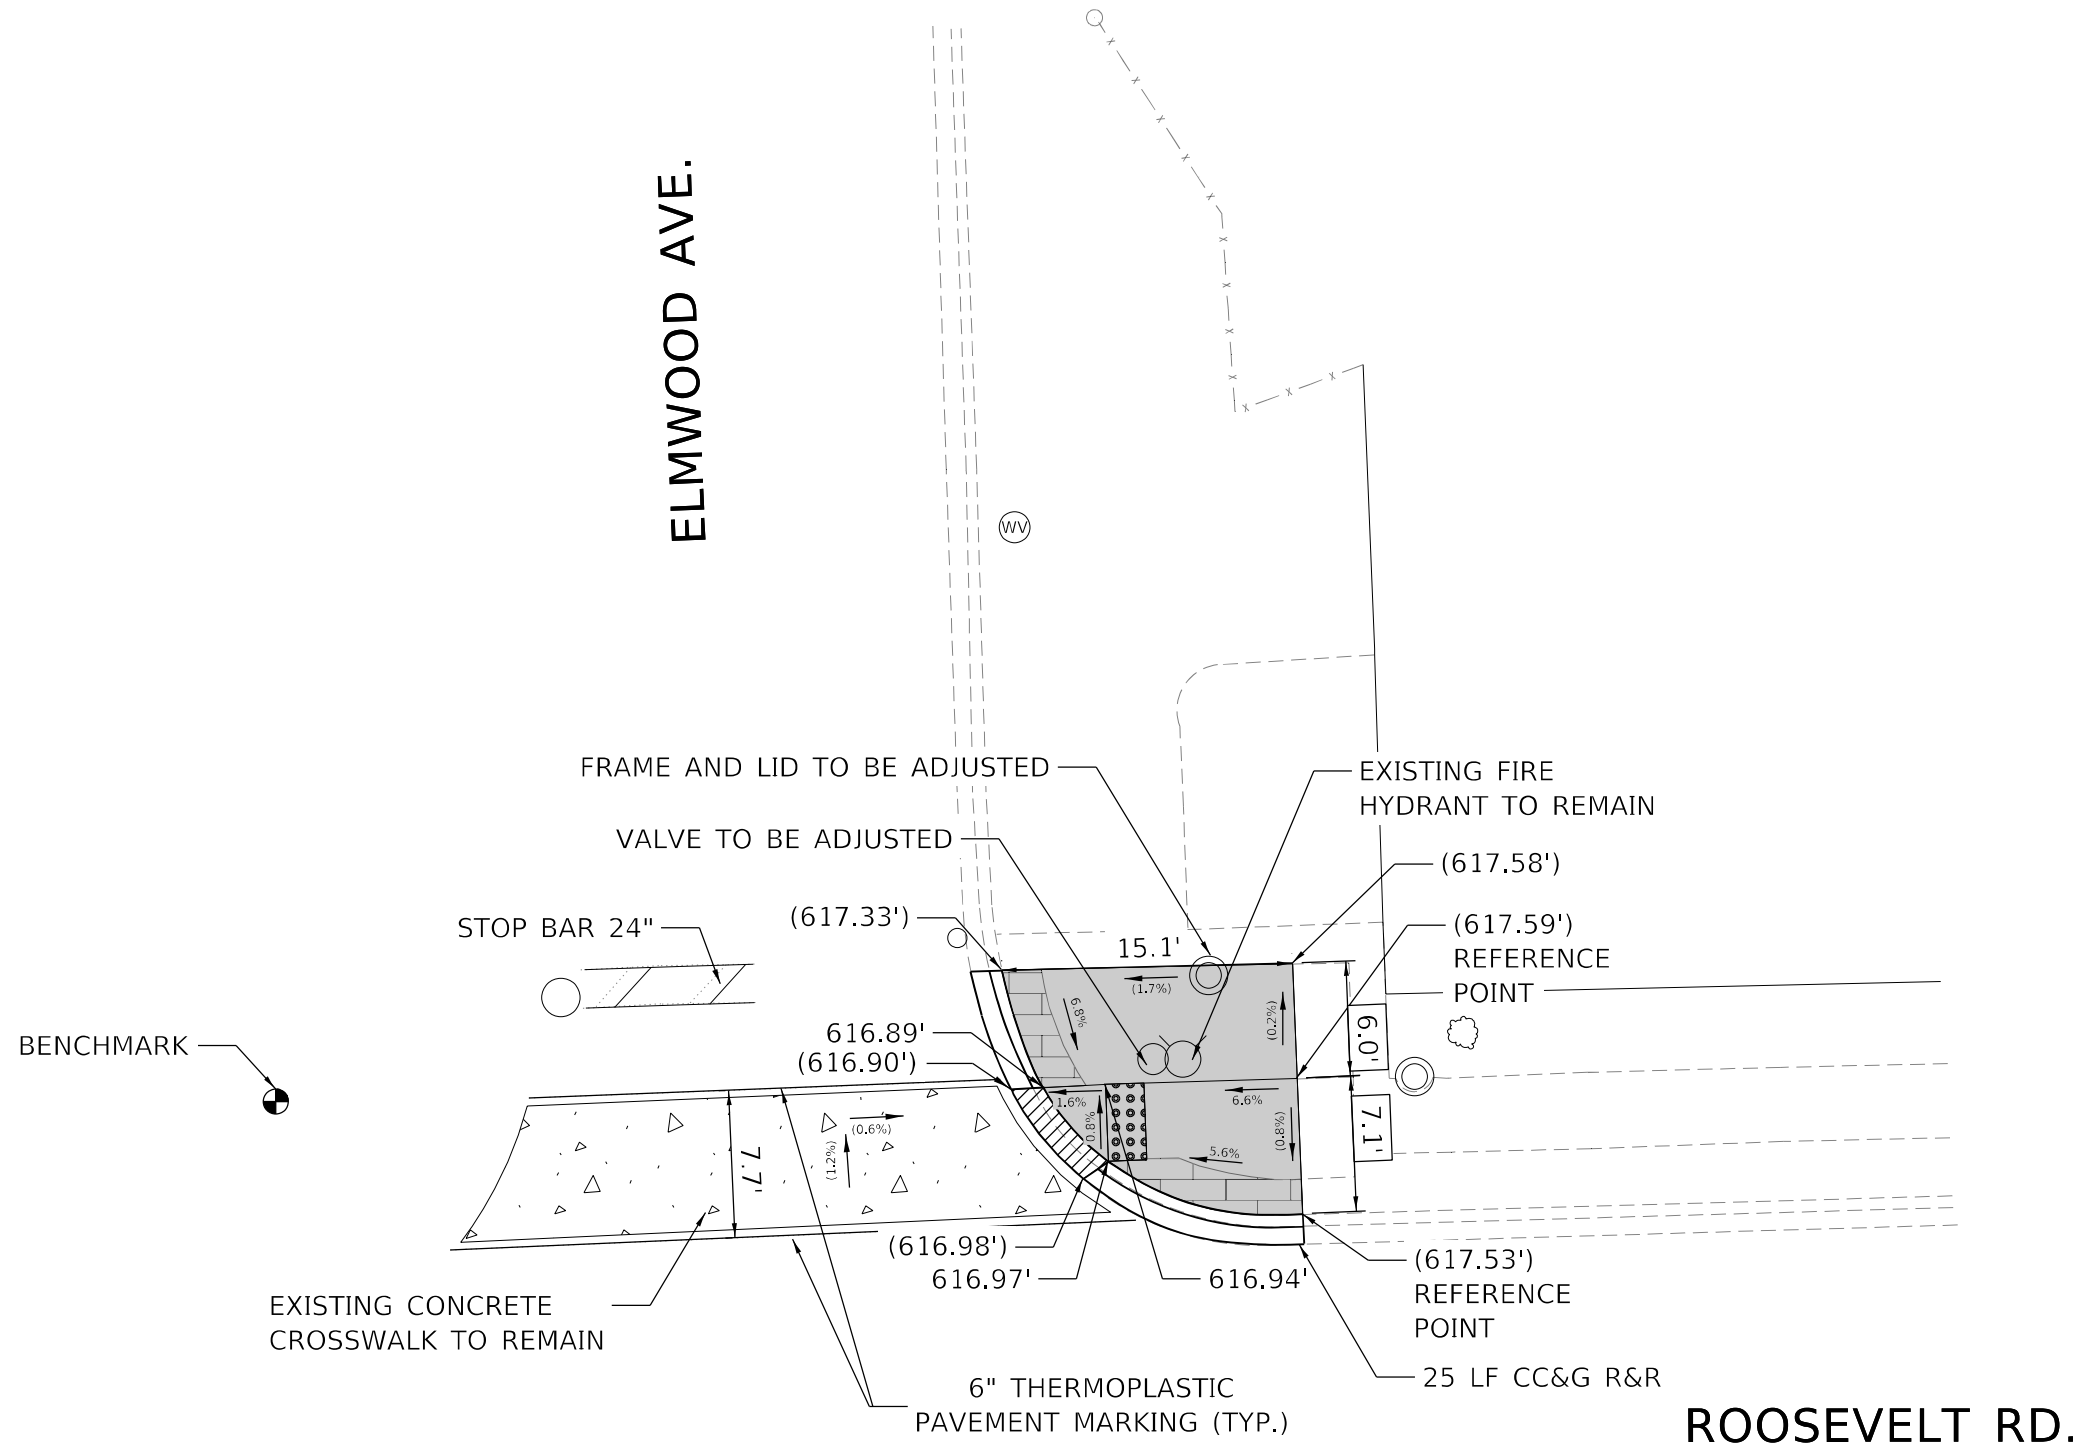 ELMWOOD AVE.
WV
FRAME AND LID TO BE ADJUSTED
EXISTING FIRE
HYDRANT TO REMAIN
VALVE TO BE ADJUSTED
(617.58')
(617.33')
STOP BAR 24"
(617.59')
REFERENCE
POINT
15.1'
(1.7%)
6.8%
(0.2%)
6.0'
616.89'
(616.90')
BENCHMARK
1.6%
6.6%
0.8%
(0.8%)
7.1'
(0.6%)
(1.2%)
7.7'
5.6%
(616.98')
616.97'
616.94'
(617.53')
REFERENCE
POINT
EXISTING CONCRETE
CROSSWALK TO REMAIN
25 LF CC&G R&R
6" THERMOPLASTIC
PAVEMENT MARKING (TYP.)
ROOSEVELT RD.